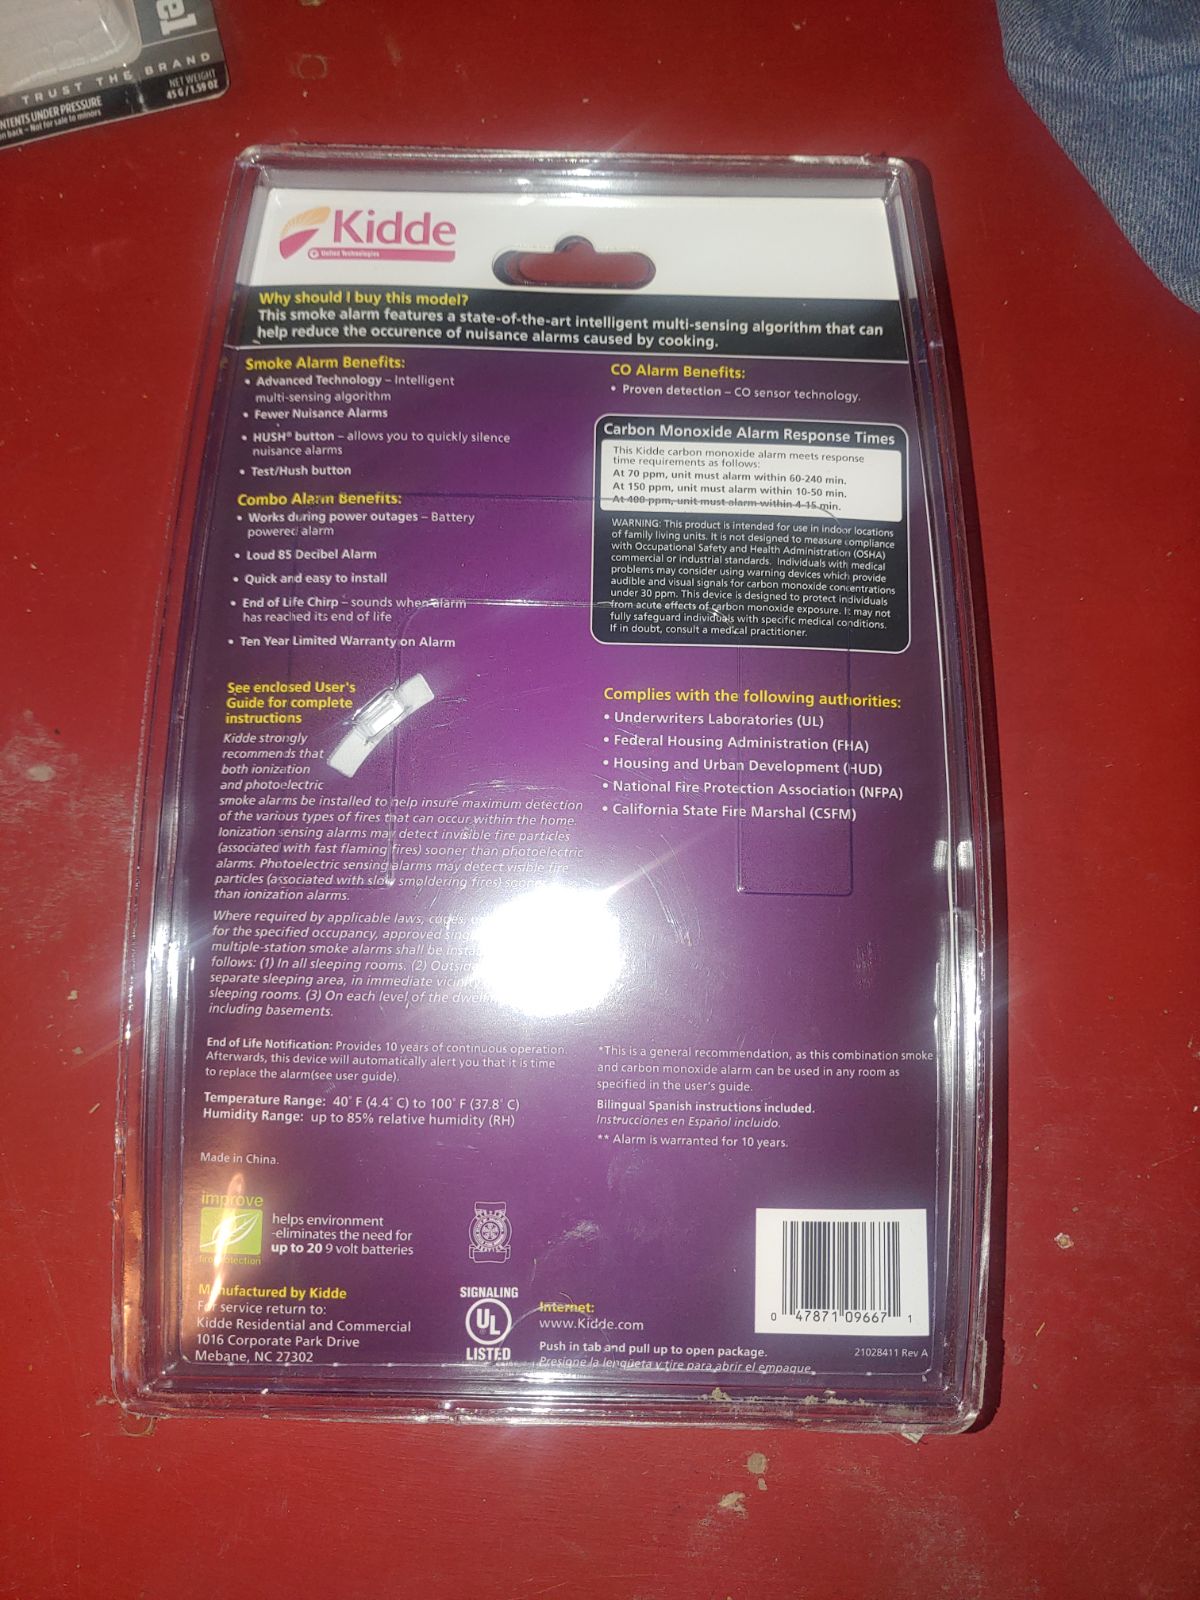 el
TRUST THE BRAND
NET WEIGHT
45 G / 1.59 OZ
NTENTS UNDER PRESSURE
n back - Not for sale to minors
Kidde
United Technologies
Why should I buy this model?
This smoke alarm features a state-of-the-art intelligent multi-sensing algorithm that can
help reduce the occurence of nuisance alarms caused by cooking.
Smoke Alarm Benefits:
• Advanced Technology – Intelligent
multi-sensing algorithm
• Fewer Nuisance Alarms
• HUSH® button – allows you to quickly silence
nuisance alarms
• Test/Hush button
Combo Alarm Benefits:
• Works during power outages – Battery
powered alarm
• Loud 85 Decibel Alarm
• Quick and easy to install
• End of Life Chirp – sounds when alarm
has reached its end of life
• Ten Year Limited Warranty on Alarm
CO Alarm Benefits:
• Proven detection – CO sensor technology.
Carbon Monoxide Alarm Response Times
This Kidde carbon monoxide alarm meets response
time requirements as follows:
At 70 ppm, unit must alarm within 60-240 min.
At 150 ppm, unit must alarm within 10-50 min.
At 400 ppm, unit must alarm within 4-15 min.
WARNING: This product is intended for use in indoor locations
of family living units. It is not designed to measure compliance
with Occupational Safety and Health Administration (OSHA)
commercial or industrial standards. Individuals with medical
problems may consider using warning devices which provide
audible and visual signals for carbon monoxide concentrations
under 30 ppm. This device is designed to protect individuals
from acute effects of carbon monoxide exposure. It may not
fully safeguard individuals with specific medical conditions.
If in doubt, consult a medical practitioner.
See enclosed User's
Guide for complete
instructions
Kidde strongly
recommends that
both ionization
and photoelectric
smoke alarms be installed to help insure maximum detection
of the various types of fires that can occur within the home.
Ionization sensing alarms may detect invisible fire particles
(associated with fast flaming fires) sooner than photoelectric
alarms. Photoelectric sensing alarms may detect visible fire
particles (associated with slow smoldering fires) sooner
than ionization alarms.
Where required by applicable laws, codes,
for the specified occupancy, approved
multiple-station smoke alarms shall be
follows: (1) In all sleeping rooms. (2)
separate sleeping area, in immediate
sleeping rooms. (3) On each level of the
including basements.
Complies with the following authorities:
• Underwriters Laboratories (UL)
• Federal Housing Administration (FHA)
• Housing and Urban Development (HUD)
• National Fire Protection Association (NFPA)
• California State Fire Marshal (CSFM)
End of Life Notification: Provides 10 years of continuous operation.
Afterwards, this device will automatically alert you that it is time
to replace the alarm(see user guide).
Temperature Range: 40° F (4.4° C) to 100° F (37.8° C)
Humidity Range: up to 85% relative humidity (RH)
Made in China.
*This is a general recommendation, as this combination smoke
and carbon monoxide alarm can be used in any room as
specified in the user's guide.
Bilingual Spanish instructions included.
Instrucciones en Español incluido.
** Alarm is warranted for 10 years.
improve
helps environment
-eliminates the need for
up to 20 9 volt batteries
Manufactured by Kidde
For service return to:
Kidde Residential and Commercial
1016 Corporate Park Drive
Mebane, NC 27302
SIGNALING
UL
LISTED
Internet:
www.Kidde.com
Push in tab and pull up to open package.
Presione la lengüeta y tire para abrir el empaque.
0 47871 09667 1
21028411 Rev A